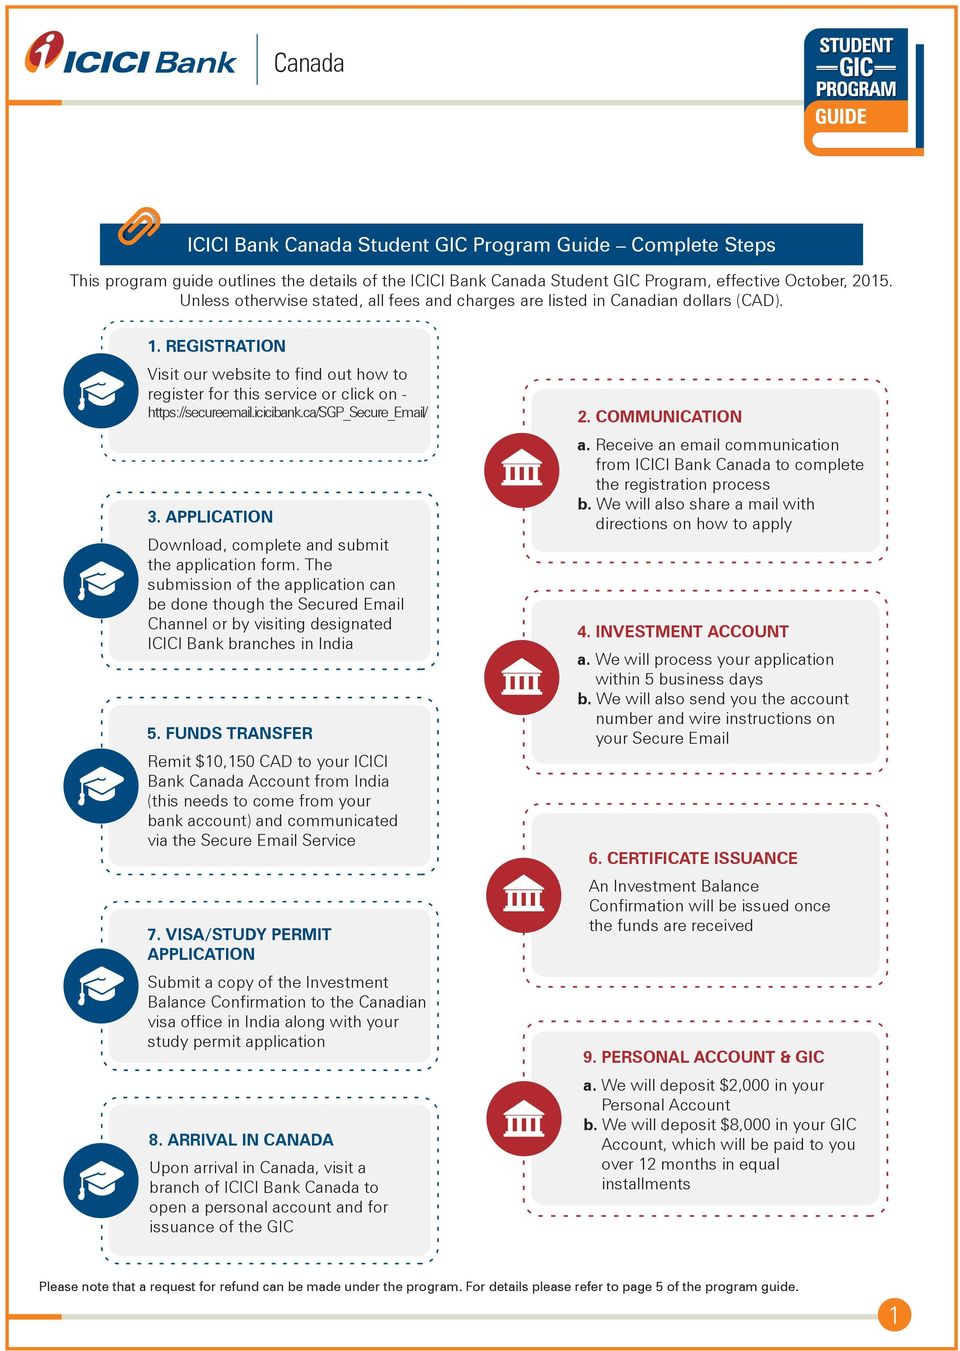 ICICI Bank
Canada
STUDENT
GIC
PROGRAM
GUIDE
ICICI Bank Canada Student GIC Program Guide – Complete Steps
This program guide outlines the details of the ICICI Bank Canada Student GIC Program, effective October, 2015.
Unless otherwise stated, all fees and charges are listed in Canadian dollars (CAD).
1. REGISTRATION
Visit our website to find out how to
register for this service or click on -
https://secureemail.icicibank.ca/SGP_Secure_Email/
2. COMMUNICATION
a. Receive an email communication
from ICICI Bank Canada to complete
the registration process
b. We will also share a mail with
directions on how to apply
3. APPLICATION
Download, complete and submit
the application form. The
submission of the application can
be done though the Secured Email
Channel or by visiting designated
ICICI Bank branches in India
4. INVESTMENT ACCOUNT
a. We will process your application
within 5 business days
b. We will also send you the account
number and wire instructions on
your Secure Email
5. FUNDS TRANSFER
Remit $10,150 CAD to your ICICI
Bank Canada Account from India
(this needs to come from your
bank account) and communicated
via the Secure Email Service
6. CERTIFICATE ISSUANCE
An Investment Balance
Confirmation will be issued once
the funds are received
7. VISA/STUDY PERMIT
APPLICATION
Submit a copy of the Investment
Balance Confirmation to the Canadian
visa office in India along with your
study permit application
8. ARRIVAL IN CANADA
Upon arrival in Canada, visit a
branch of ICICI Bank Canada to
open a personal account and for
issuance of the GIC
9. PERSONAL ACCOUNT & GIC
a. We will deposit $2,000 in your
Personal Account
b. We will deposit $8,000 in your GIC
Account, which will be paid to you
over 12 months in equal
installments
Please note that a request for refund can be made under the program. For details please refer to page 5 of the program guide.
1